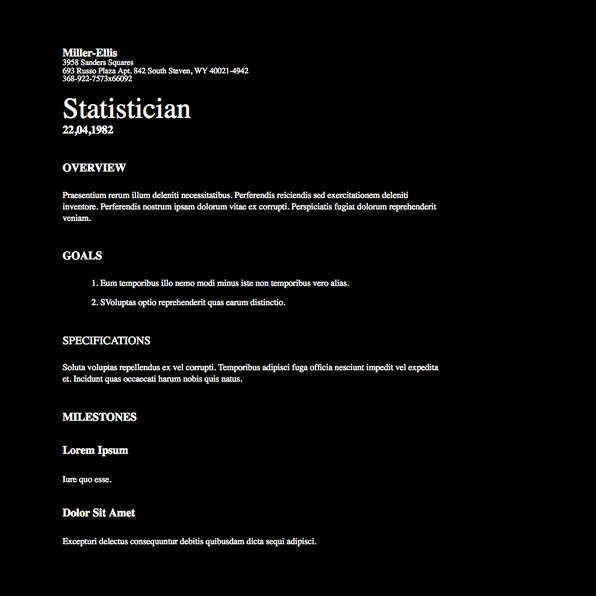 Miller-Ellis
3958 Sanders Squares
693 Russo Plaza Apt. 842 South Steven, WY 40021-4942
368-922-7573x66092
Statistician
22,04,1982
OVERVIEW
Praesentium rerum illum deleniti necessitatibus. Perferendis reiciendis sed exercitationem deleniti
inventore. Perferendis nostrum ipsam dolorum vitae ex corrupti. Perspiciatis fugiat dolorum reprehenderit
veniam.
GOALS
1. Eum temporibus illo nemo modi minus iste non temporibus vero alias.
2. SVoluptas optio reprehenderit quas earum distinctio.
SPECIFICATIONS
Soluta voluptas repellendus ex vel corrupti. Temporibus adipisci fuga officia nesciunt impedit vel expedita
et. Incidunt quas occaecati harum nobis quis natus.
MILESTONES
Lorem Ipsum
Iure quo esse.
Dolor Sit Amet
Excepturi delectus consequuntur debitis quibusdam dicta sequi adipisci.